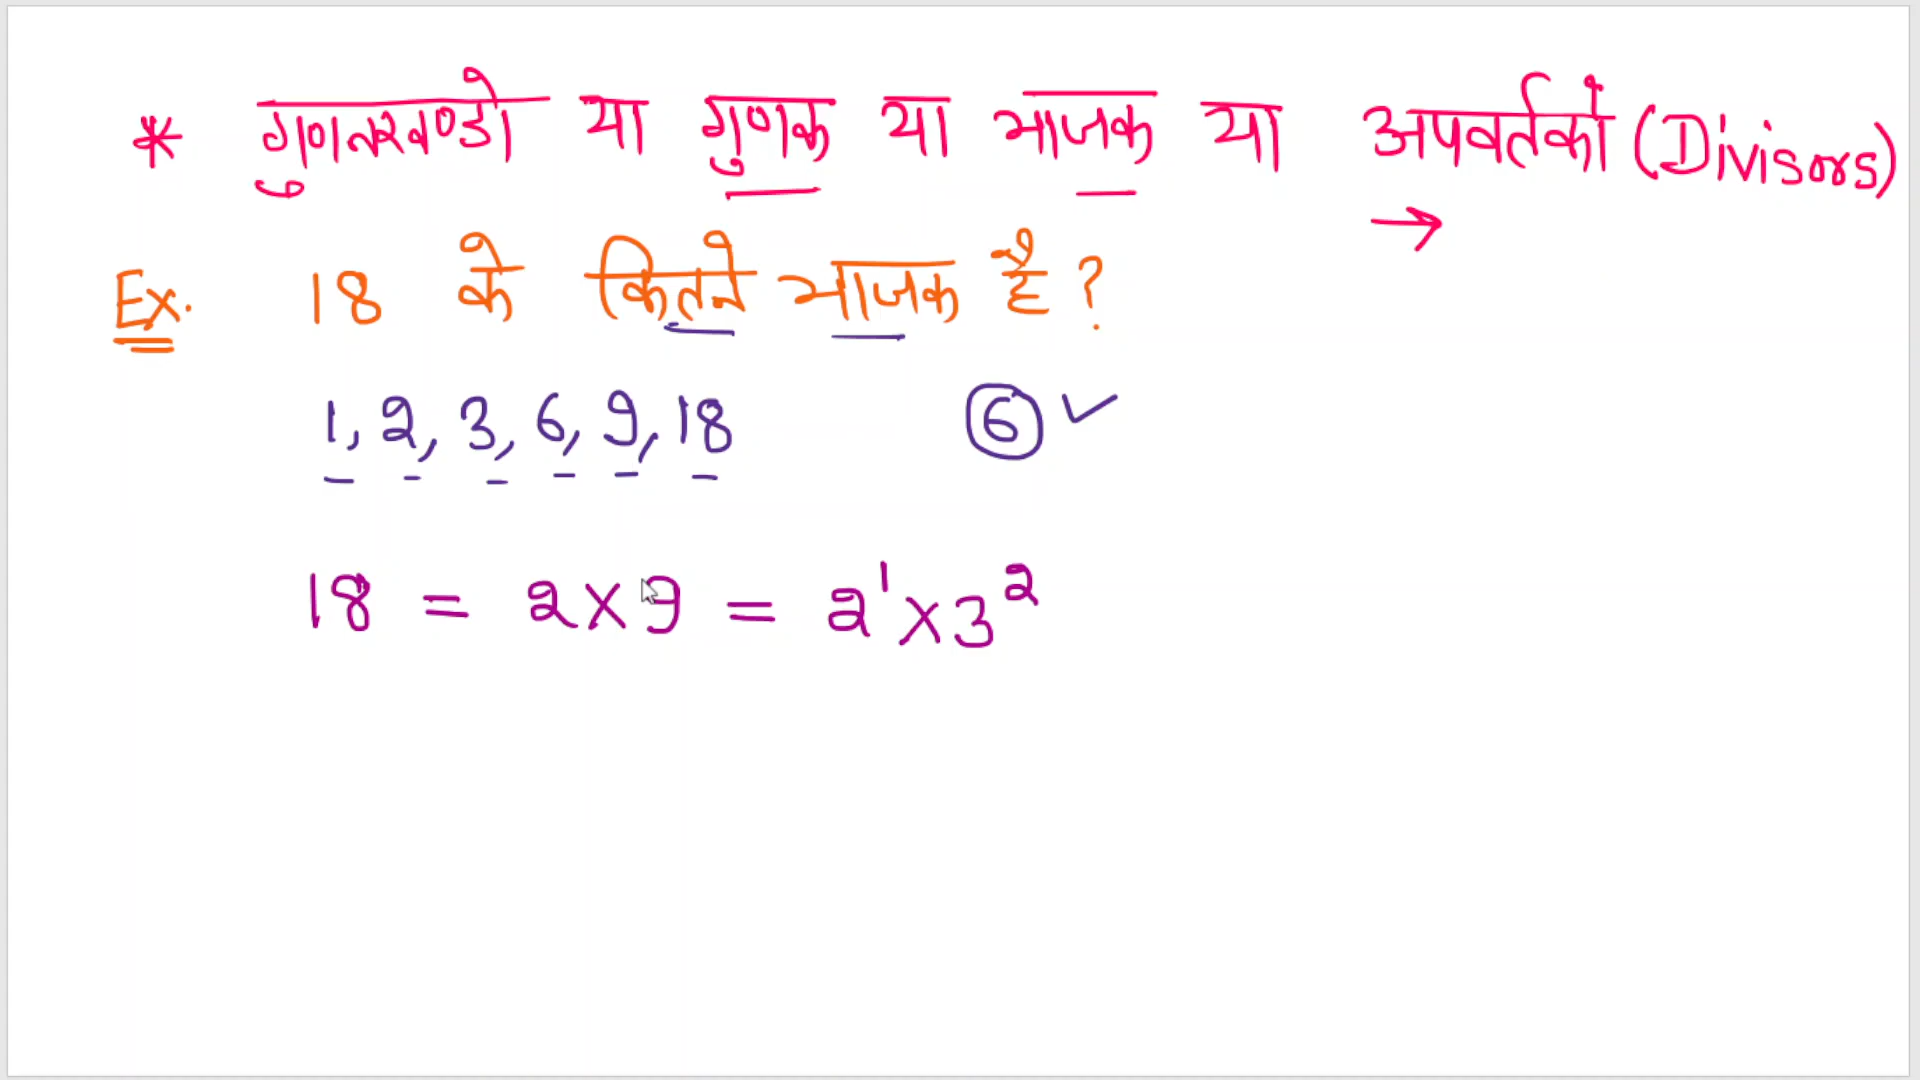 * गुणनखण्डो या गुणक या भाजक या अपवर्तको (Divisors) →
Ex. 18 के कितने भाजक है ?
1, 2, 3, 6, 9, 18 6 ✓
18 = 2 × 9 = 2¹ × 3²